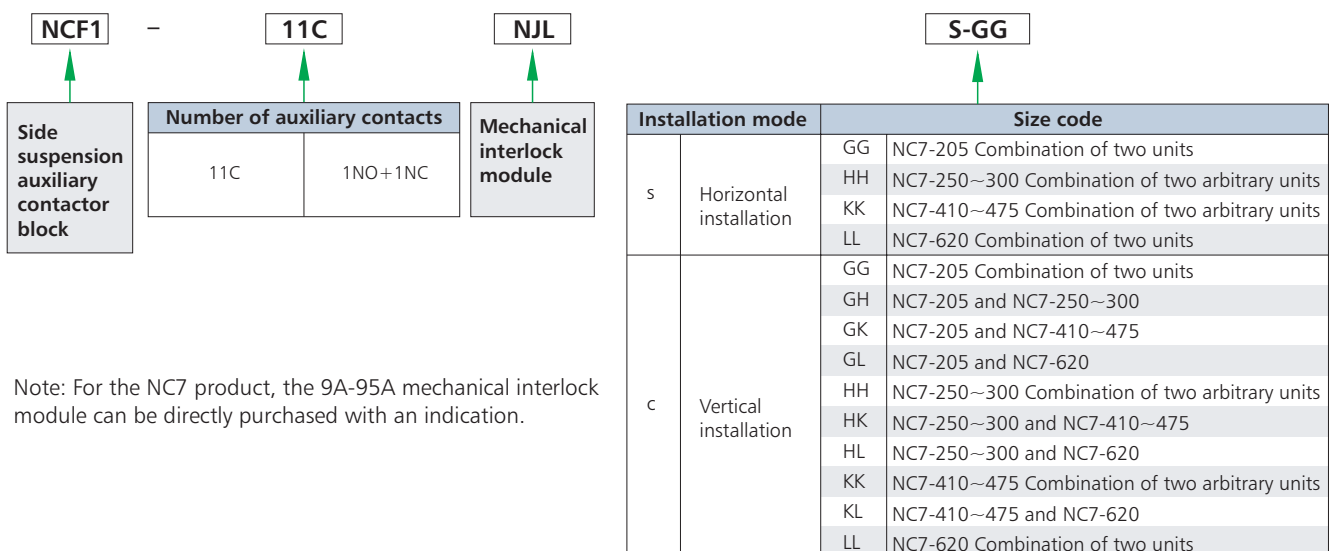 NCF1 – 11C NJL S-GG
Side
suspension
auxiliary
contactor
block
Number of auxiliary contacts
11C 1NO+1NC
Mechanical
interlock
module
Note: For the NC7 product, the 9A-95A mechanical interlock
module can be directly purchased with an indication.
Installation mode Size code
S Horizontal
installation
GG NC7-205 Combination of two units
HH NC7-250~300 Combination of two arbitrary units
KK NC7-410~475 Combination of two arbitrary units
LL NC7-620 Combination of two units
C Vertical
installation
GG NC7-205 Combination of two units
GH NC7-205 and NC7-250~300
GK NC7-205 and NC7-410~475
GL NC7-205 and NC7-620
HH NC7-250~300 Combination of two arbitrary units
HK NC7-250~300 and NC7-410~475
HL NC7-250~300 and NC7-620
KK NC7-410~475 Combination of two arbitrary units
KL NC7-410~475 and NC7-620
LL NC7-620 Combination of two units